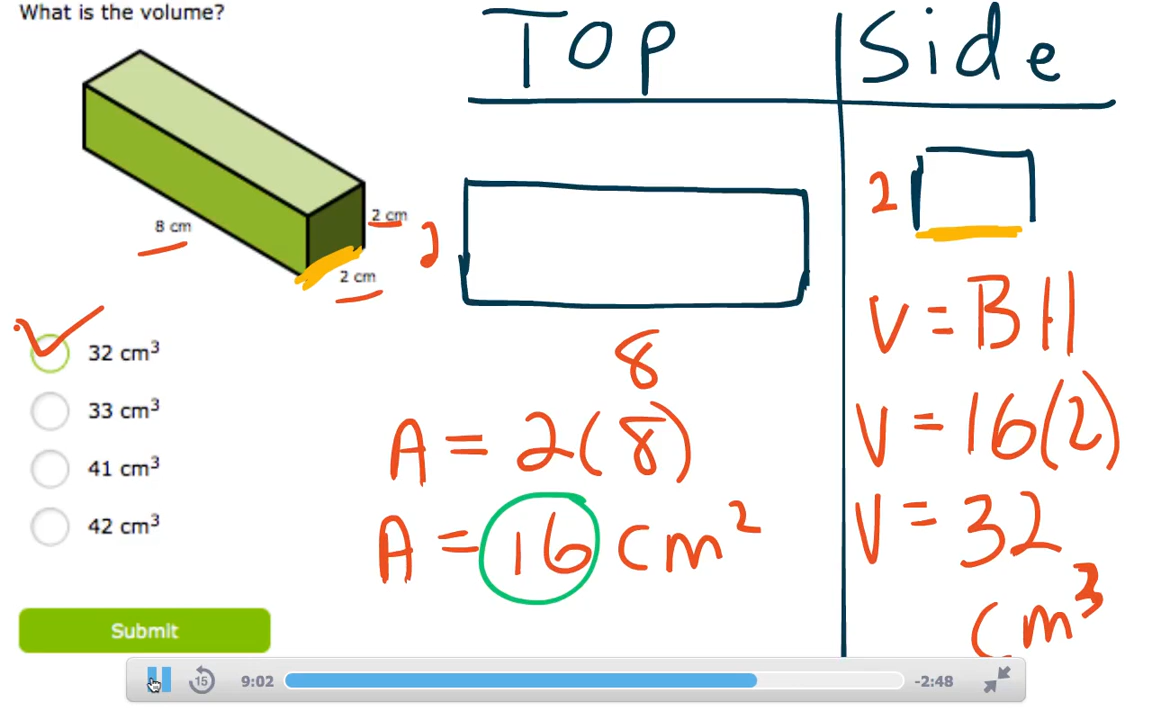 What is the volume?
8 cm
2 cm
2 cm
32 cm³
33 cm³
41 cm³
42 cm³
Submit
TOP
2
8
A = 2(8)
A = 16 cm²
Side
2
V = BH
V = 16(2)
V = 32
cm³
15
9:02
-2:48